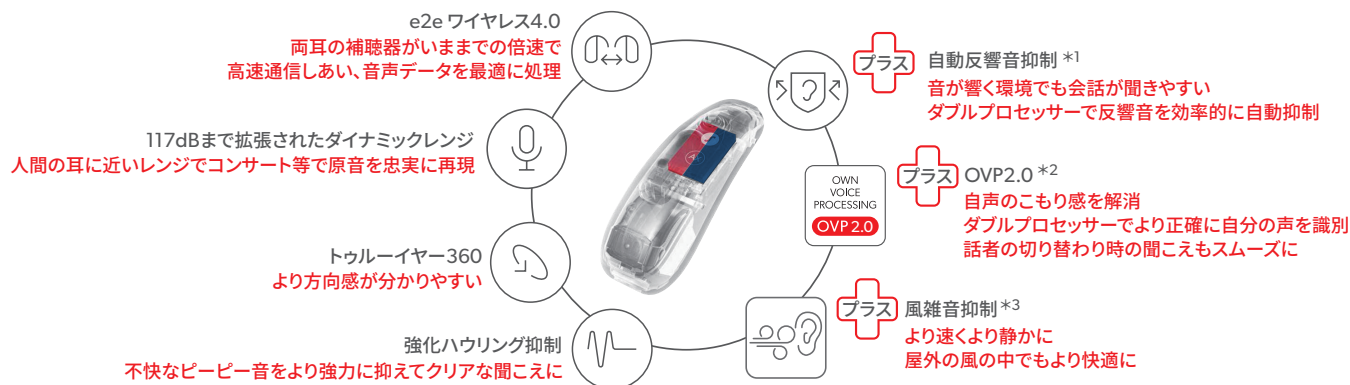 e2e ワイヤレス4.0
両耳の補聴器がいままでの倍速で
高速通信しあい、音声データを最適に処理
117dBまで拡張されたダイナミックレンジ
人間の耳に近いレンジでコンサート等で原音を忠実に再現
トゥルーイヤー360
より方向感が分かりやすい
強化ハウリング抑制
不快なピーピー音をより強力に抑えてクリアな聞こえに
プラス 自動反響音抑制 *1
音が響く環境でも会話が聞きやすい
ダブルプロセッサーで反響音を効率的に自動抑制
OWN
VOICE
PROCESSING
OVP 2.0
プラス OVP2.0 *2
自声のこもり感を解消
ダブルプロセッサーでより正確に自分の声を識別
話者の切り替わり時の聞こえもスムーズに
プラス 風雑音抑制*3
より速くより静かに
屋外の風の中でもより快適に